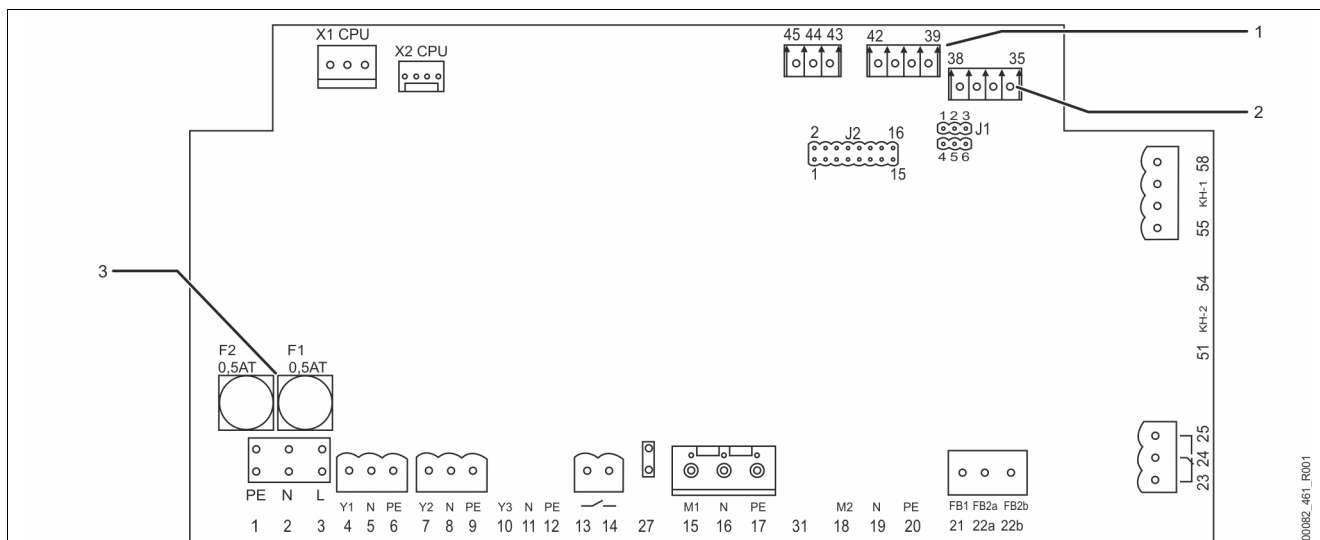 X1 CPU
X2 CPU
45 44 43
42 39
38 35
1
2
1 2 3
J1
4 5 6
2 J2 16
1 15
58
KH-1
55
54
KH-2
51
3
F2 F1
0,5AT 0,5AT
25
24
23
PE N L
Y1 N PE Y2 N PE Y3 N PE
M1 N PE M2 N PE FB1 FB2a FB2b
1 2 3 4 5 6 7 8 9 10 11 12 13 14 27 15 16 17 31 18 19 20 21 22a 22b
00082_461_R001